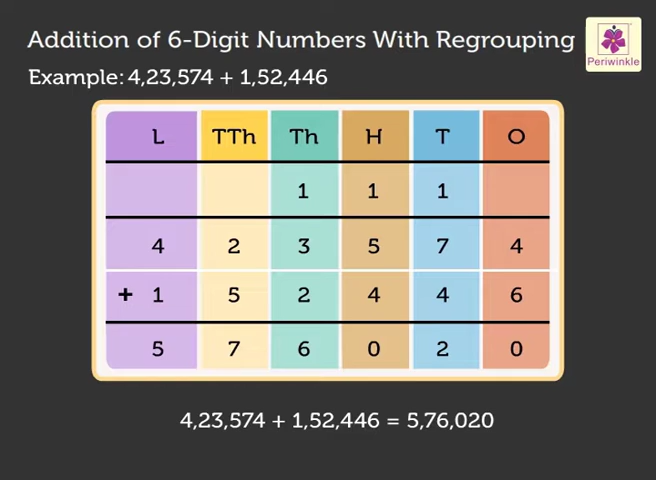 Addition of 6-Digit Numbers With Regrouping
Periwinkle
Example: 4,23,574 + 1,52,446
L TTh Th H T O
1 1 1
4 2 3 5 7 4
+ 1 5 2 4 4 6
5 7 6 0 2 0
4,23,574 + 1,52,446 = 5,76,020